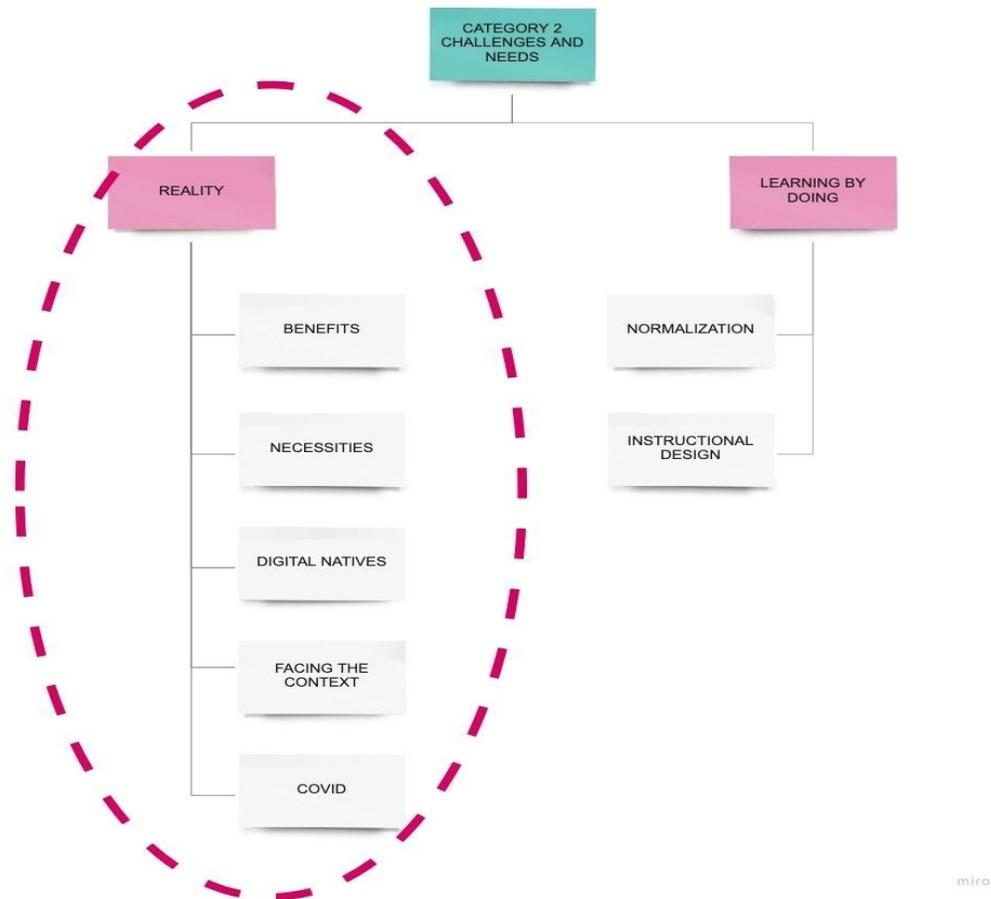 CATEGORY 2
CHALLENGES AND
NEEDS
REALITY
LEARNING BY
DOING
BENEFITS
NORMALIZATION
NECESSITIES
INSTRUCTIONAL
DESIGN
DIGITAL NATIVES
FACING THE
CONTEXT
COVID
miro